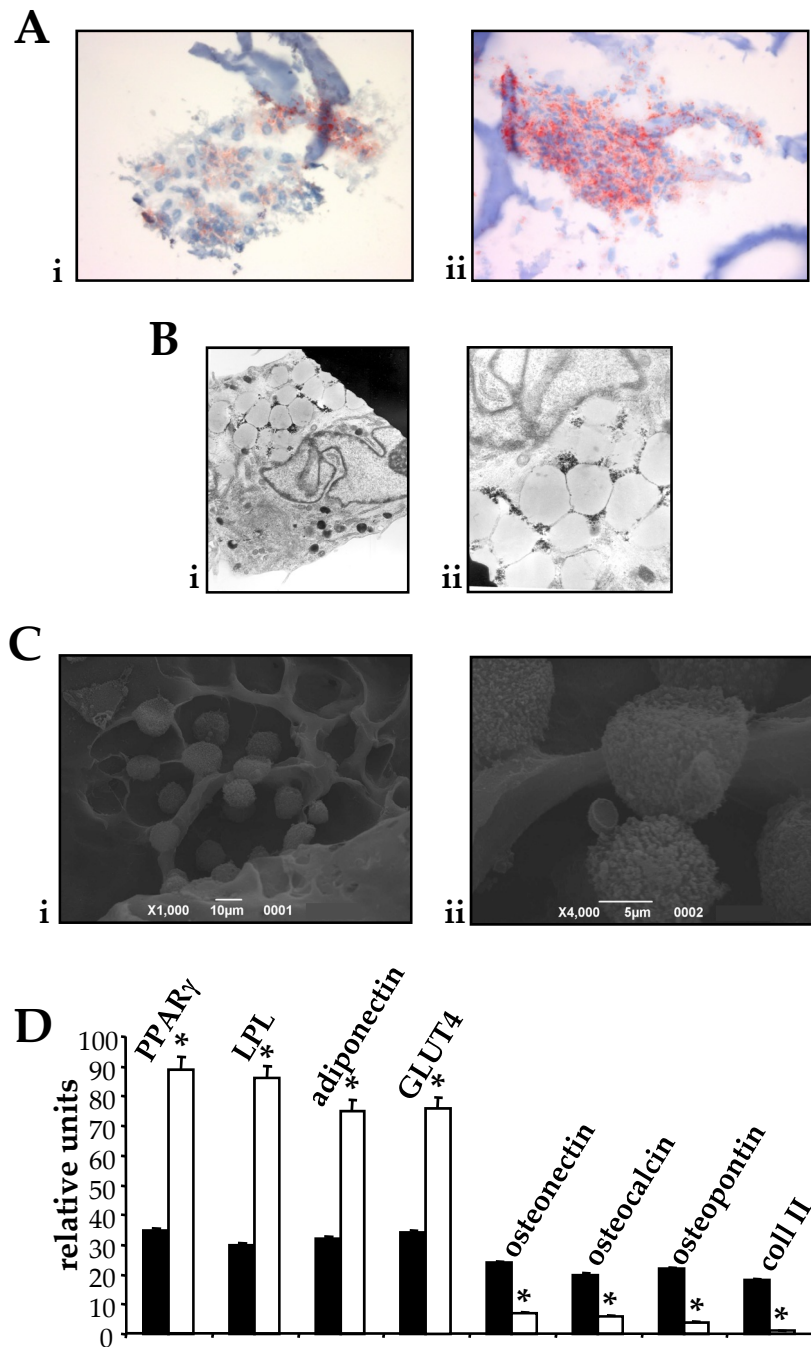 A
i
ii
B
i
ii
C
X1,000 10µm 0001
i
X4,000 5µm 0002
ii
D
PPARγ
LPL
adiponectin
GLUT4
osteonectin
osteocalcin
osteopontin
coll II
relative units
100
90
80
70
60
50
40
30
20
10
0
*
*
*
*
*
*
*
*